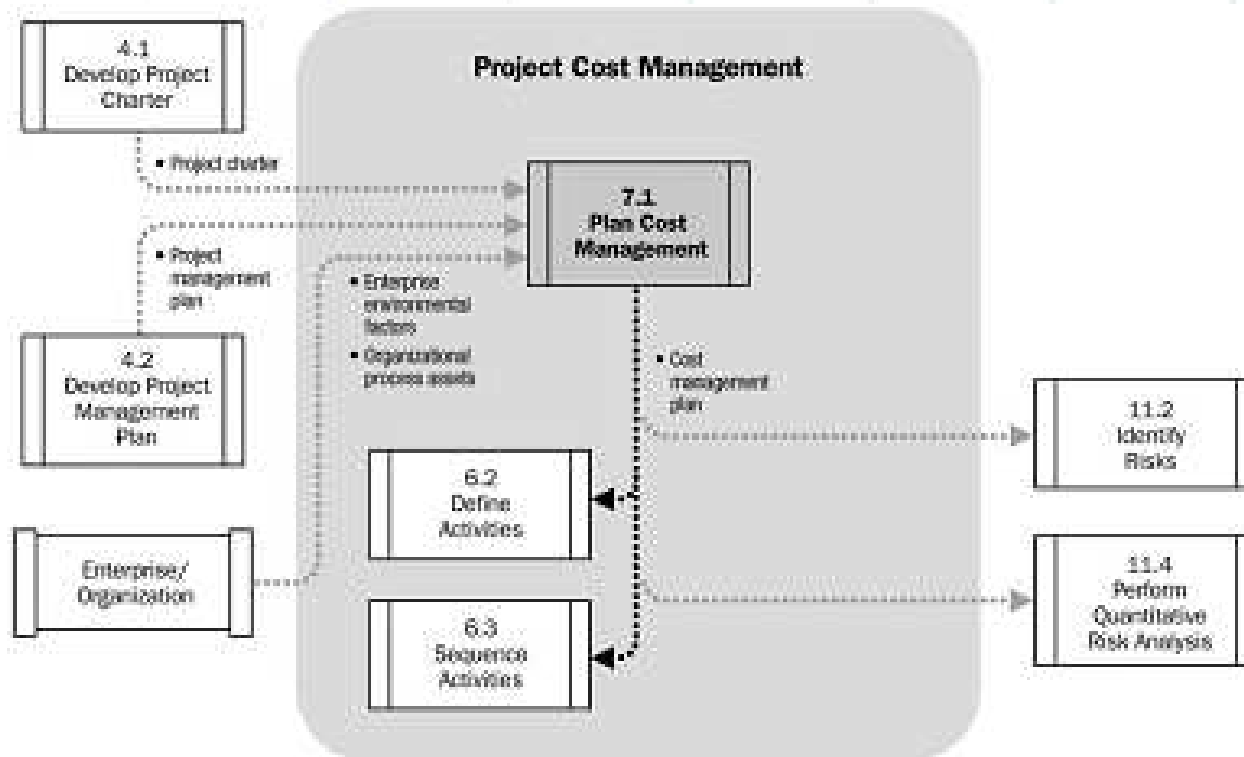 4.1
Develop Project
Charter
Project Cost Management
▪ Project charter
7.1
Plan Cost
Management
▪ Project
management
plan
▪ Enterprise
environmental
factors
▪ Organizational
process assets
4.2
Develop Project
Management
Plan
▪ Cost
management
plan
11.2
Identify
Risks
6.2
Define
Activities
Enterprise/
Organization
11.4
Perform
Quantitative
Risk Analysis
6.3
Sequence
Activities